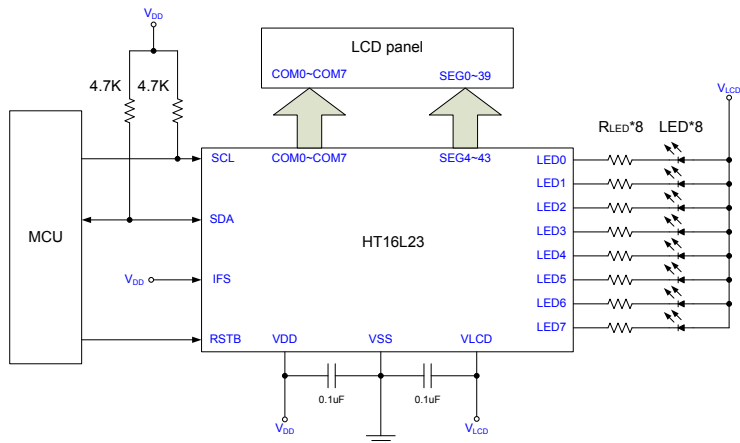 VDD
LCD panel
COM0~COM7 SEG0~39
4.7K 4.7K
VLCD
RLED*8 LED*8
MCU
SCL COM0~COM7 SEG4~43 LED0
LED1
SDA LED2
LED3
HT16L23
LED4
VDD IFS LED5
LED6
RSTB VDD VSS VLCD LED7
0.1uF 0.1uF
VDD VLCD